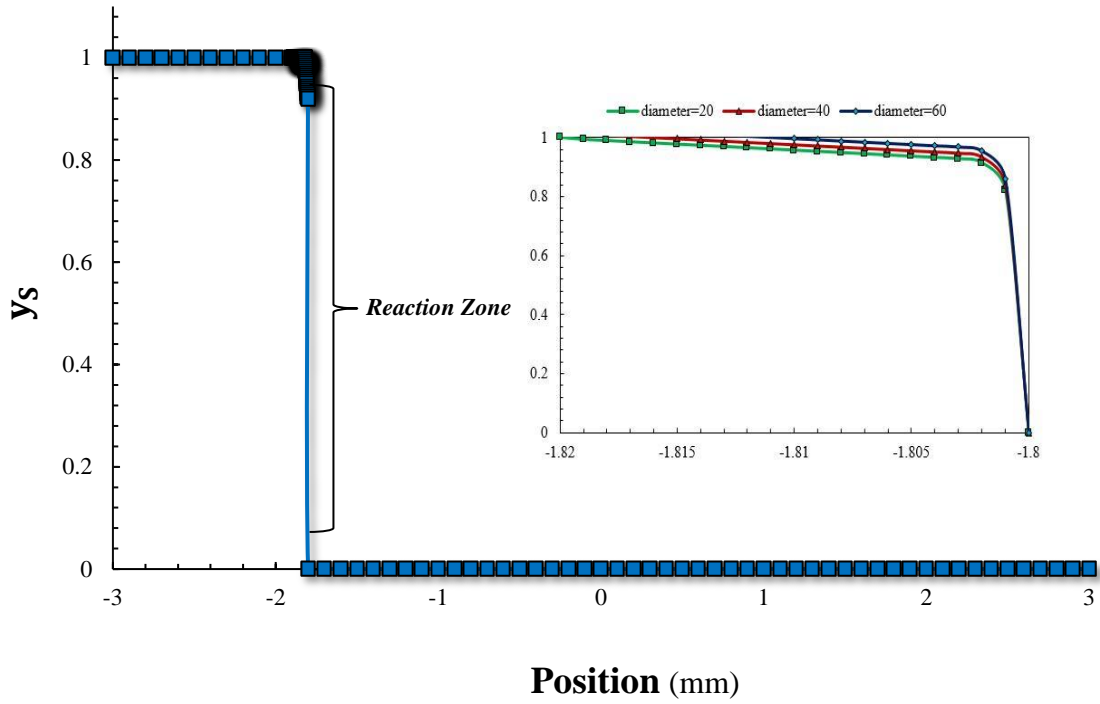 1
0.8
0.6
0.4
0.2
0
yS
-3 -2 -1 0 1 2 3
Position (mm)
Reaction Zone
diameter=20 diameter=40 diameter=60
1
0.8
0.6
0.4
0.2
0
-1.82 -1.815 -1.81 -1.805 -1.8